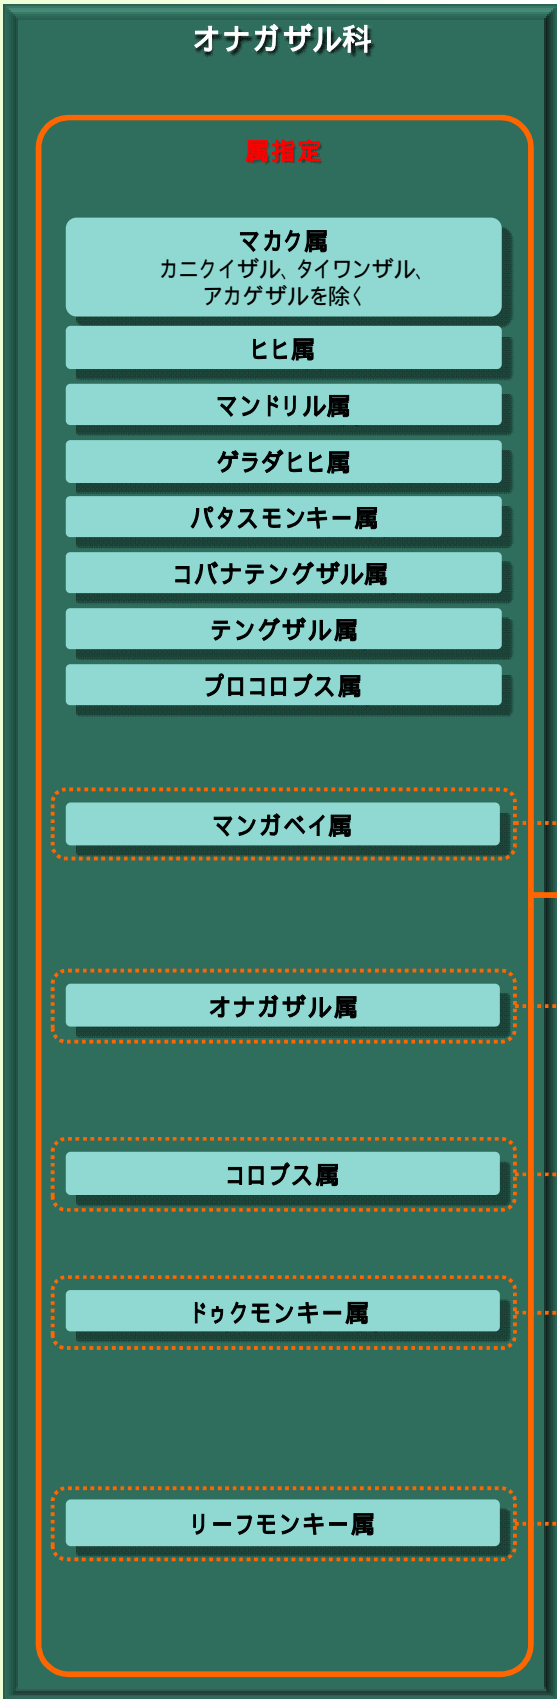 オナガザル科
属指定
マカク属
カニクイザル、タイワンザル、
アカゲザルを除く
ヒヒ属
マンドリル属
ゲラダヒヒ属
パタスモンキー属
コバナテングザル属
テングザル属
プロコロブス属
マンガベイ属
オナガザル属
コロブス属
ドゥクモンキー属
リーフモンキー属